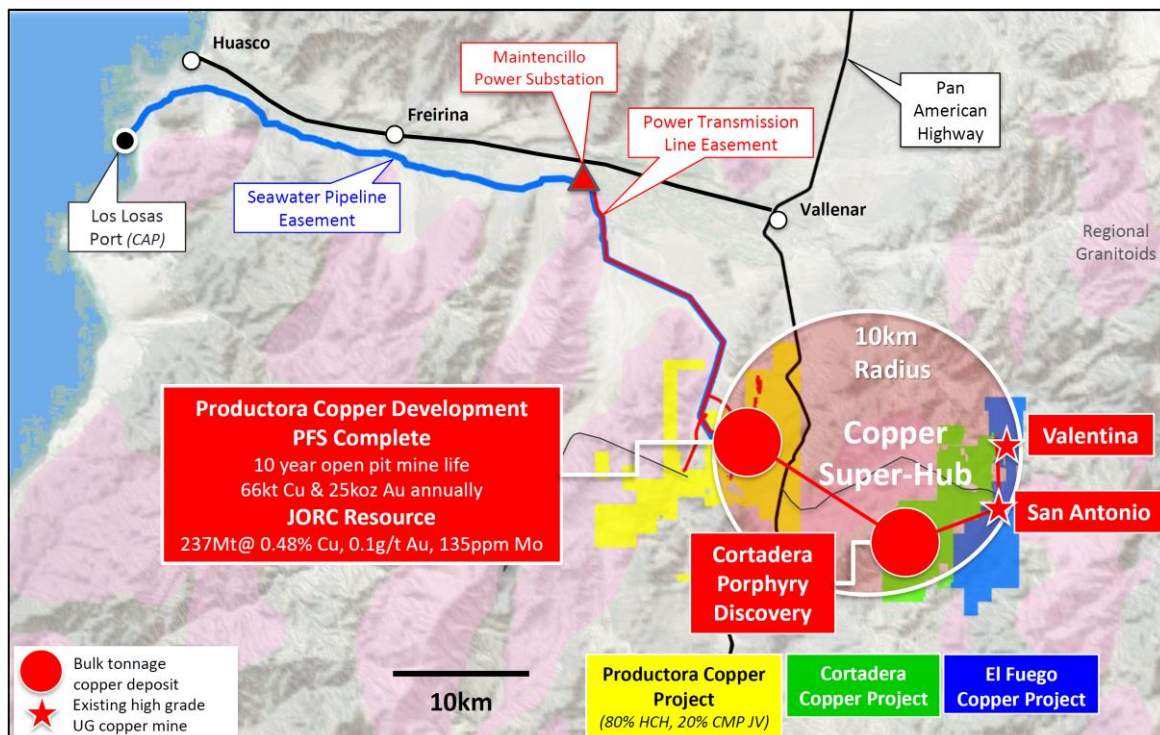 Huasco
Maintencillo
Power Substation
Pan
American
Highway
Freirina
Power Transmission
Line Easement
Seawater Pipeline
Easement
Los Losas
Port (CAP)
Vallenar
Regional
Granitoids
10km
Radius
Copper
Super-Hub
Productora Copper Development
PFS Complete
10 year open pit mine life
66kt Cu & 25koz Au annually
JORC Resource
237Mt@ 0.48% Cu, 0.1g/t Au, 135ppm Mo
Valentina
San Antonio
Cortadera
Porphyry
Discovery
Bulk tonnage
copper deposit
Existing high grade
UG copper mine
10km
Productora Copper
Project
(80% HCH, 20% CMP JV)
Cortadera
Copper Project
El Fuego
Copper Project